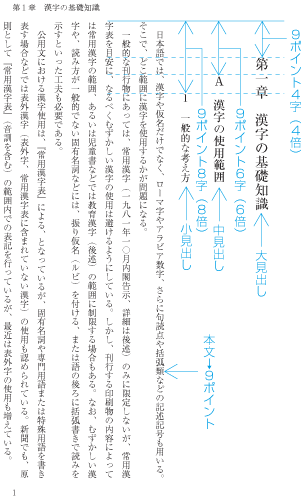 第1章　漢字の基礎知識
9ポイント4字（4倍）
第一章　漢字の基礎知識
大見出し
9ポイント6字（6倍）
A　漢字の使用範囲
中見出し
9ポイント8字（8倍）
1　一般的な考え方
小見出し
本文→9ポイント
日本語では、漢字や仮名だけでなく、ローマ字やアラビア数字、さらに句読点や括弧類などの記述記号も用いる。
そこで、どこ範囲に漢字を使用するかが問題になる。
一般的な刊行物にあっては、常用漢字（一九八一年一〇月内閣告示、詳細は後述）のみに限定しないが、常用漢
字表を目安に、なるべくむずかしい漢字の使用は避けるようにしている。しかし、刊行する印刷物の内容によって
は常用漢字の範囲、あるいは児童書などでは教育漢字（後述）の範囲に制限する場合もある。なお、むずかしい漢
字や、読み方が一般的でない固有名詞などには、振り仮名（ルビ）を付ける、または語の後ろに括弧書きで読みを
示すといった工夫も必要である。
公用文における漢字使用は、「常用漢字表」による、となっているが、固有名詞や専門用語または特殊用語を書き
表す場合などでは表外漢字（表外字、常用漢字表に含まれていない漢字）の使用も認められている。新聞でも、原
則として「常用漢字表」（音訓を含む）の範囲内での表記を行っているが、最近は表外字の使用も増えている。
1